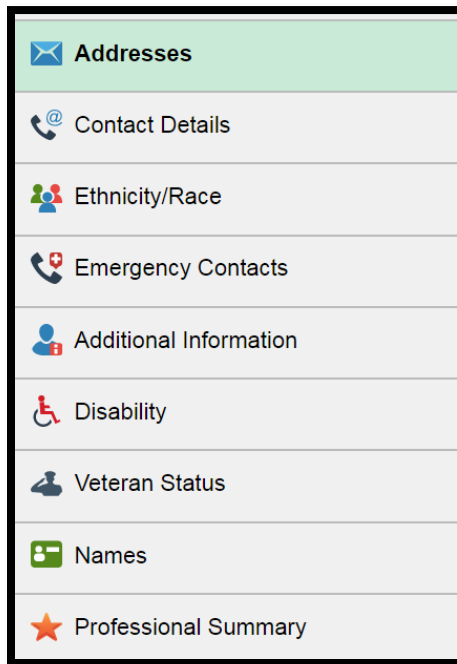 Addresses
Contact Details
Ethnicity/Race
Emergency Contacts
Additional Information
Disability
Veteran Status
Names
Professional Summary